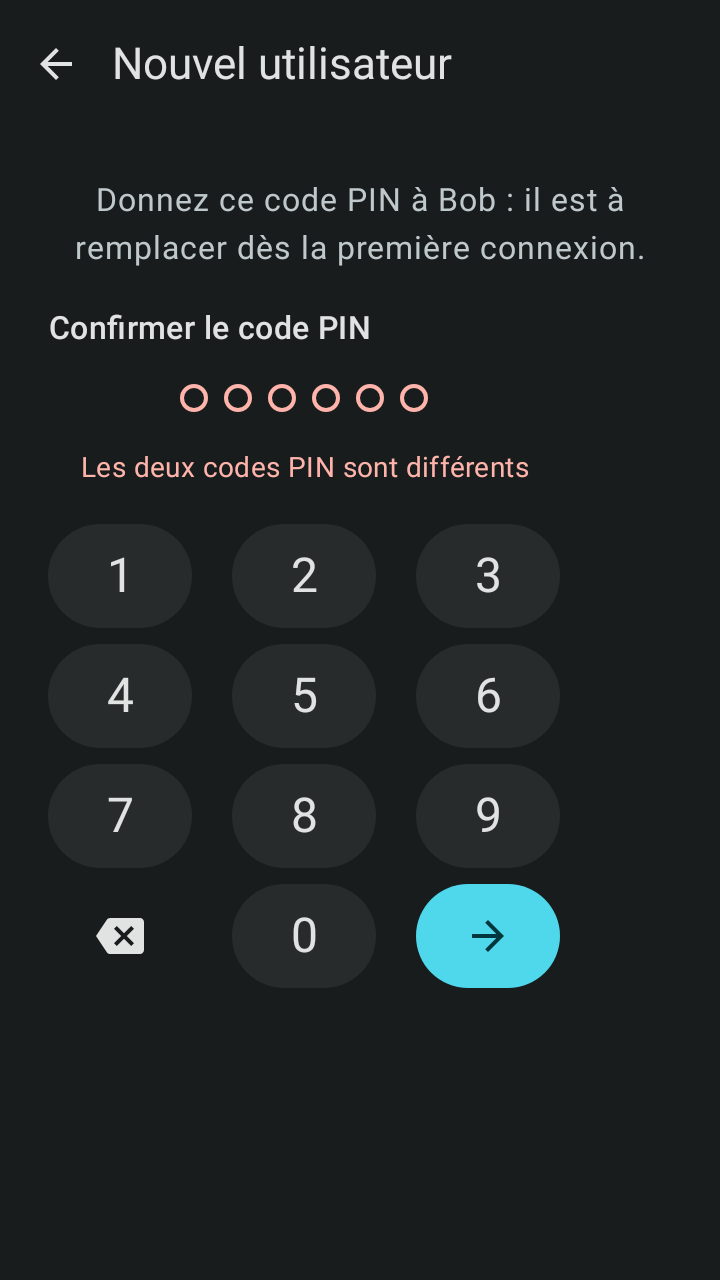 Nouvel utilisateur
Donnez ce code PIN à Bob : il est à
remplacer dès la première connexion.
Confirmer le code PIN
Les deux codes PIN sont différents
1 2 3
4 5 6
7 8 9
0